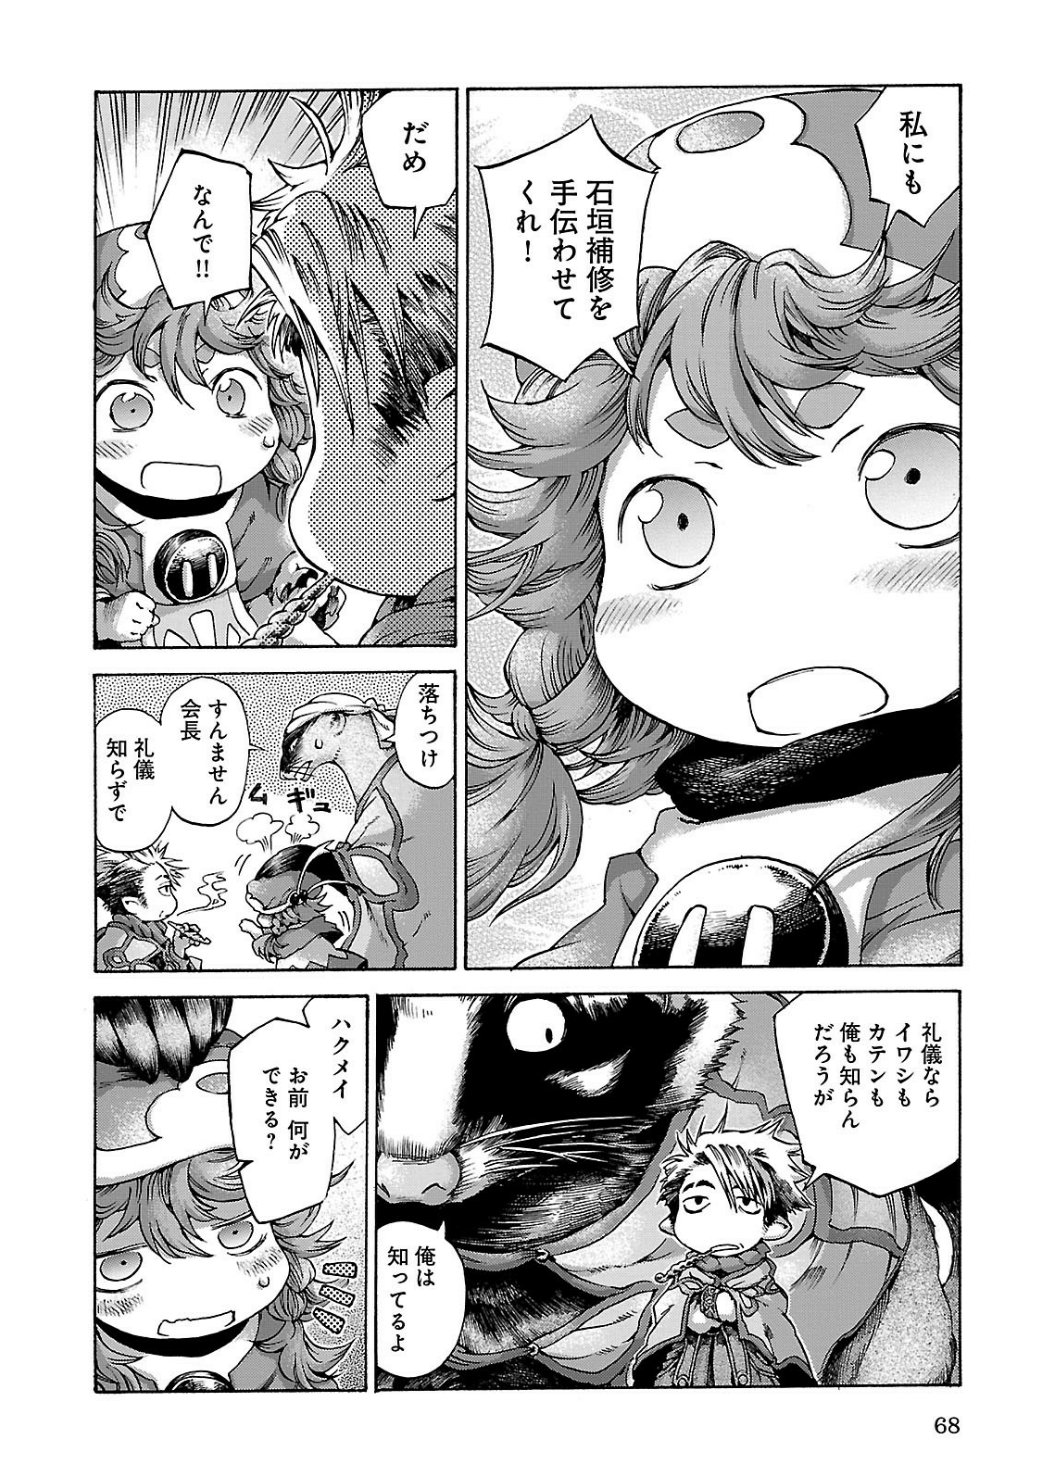 私にも
石垣補修を
手伝わせて
くれ！
だめ
なんで!!
落ちつけ
ギュ
ム
すんません
会長
礼儀
知らずで
礼儀なら
イワシも
カテンも
俺も知らん
だろうが
俺は
知ってるよ
ハクメイ
お前 何が
できる？
68